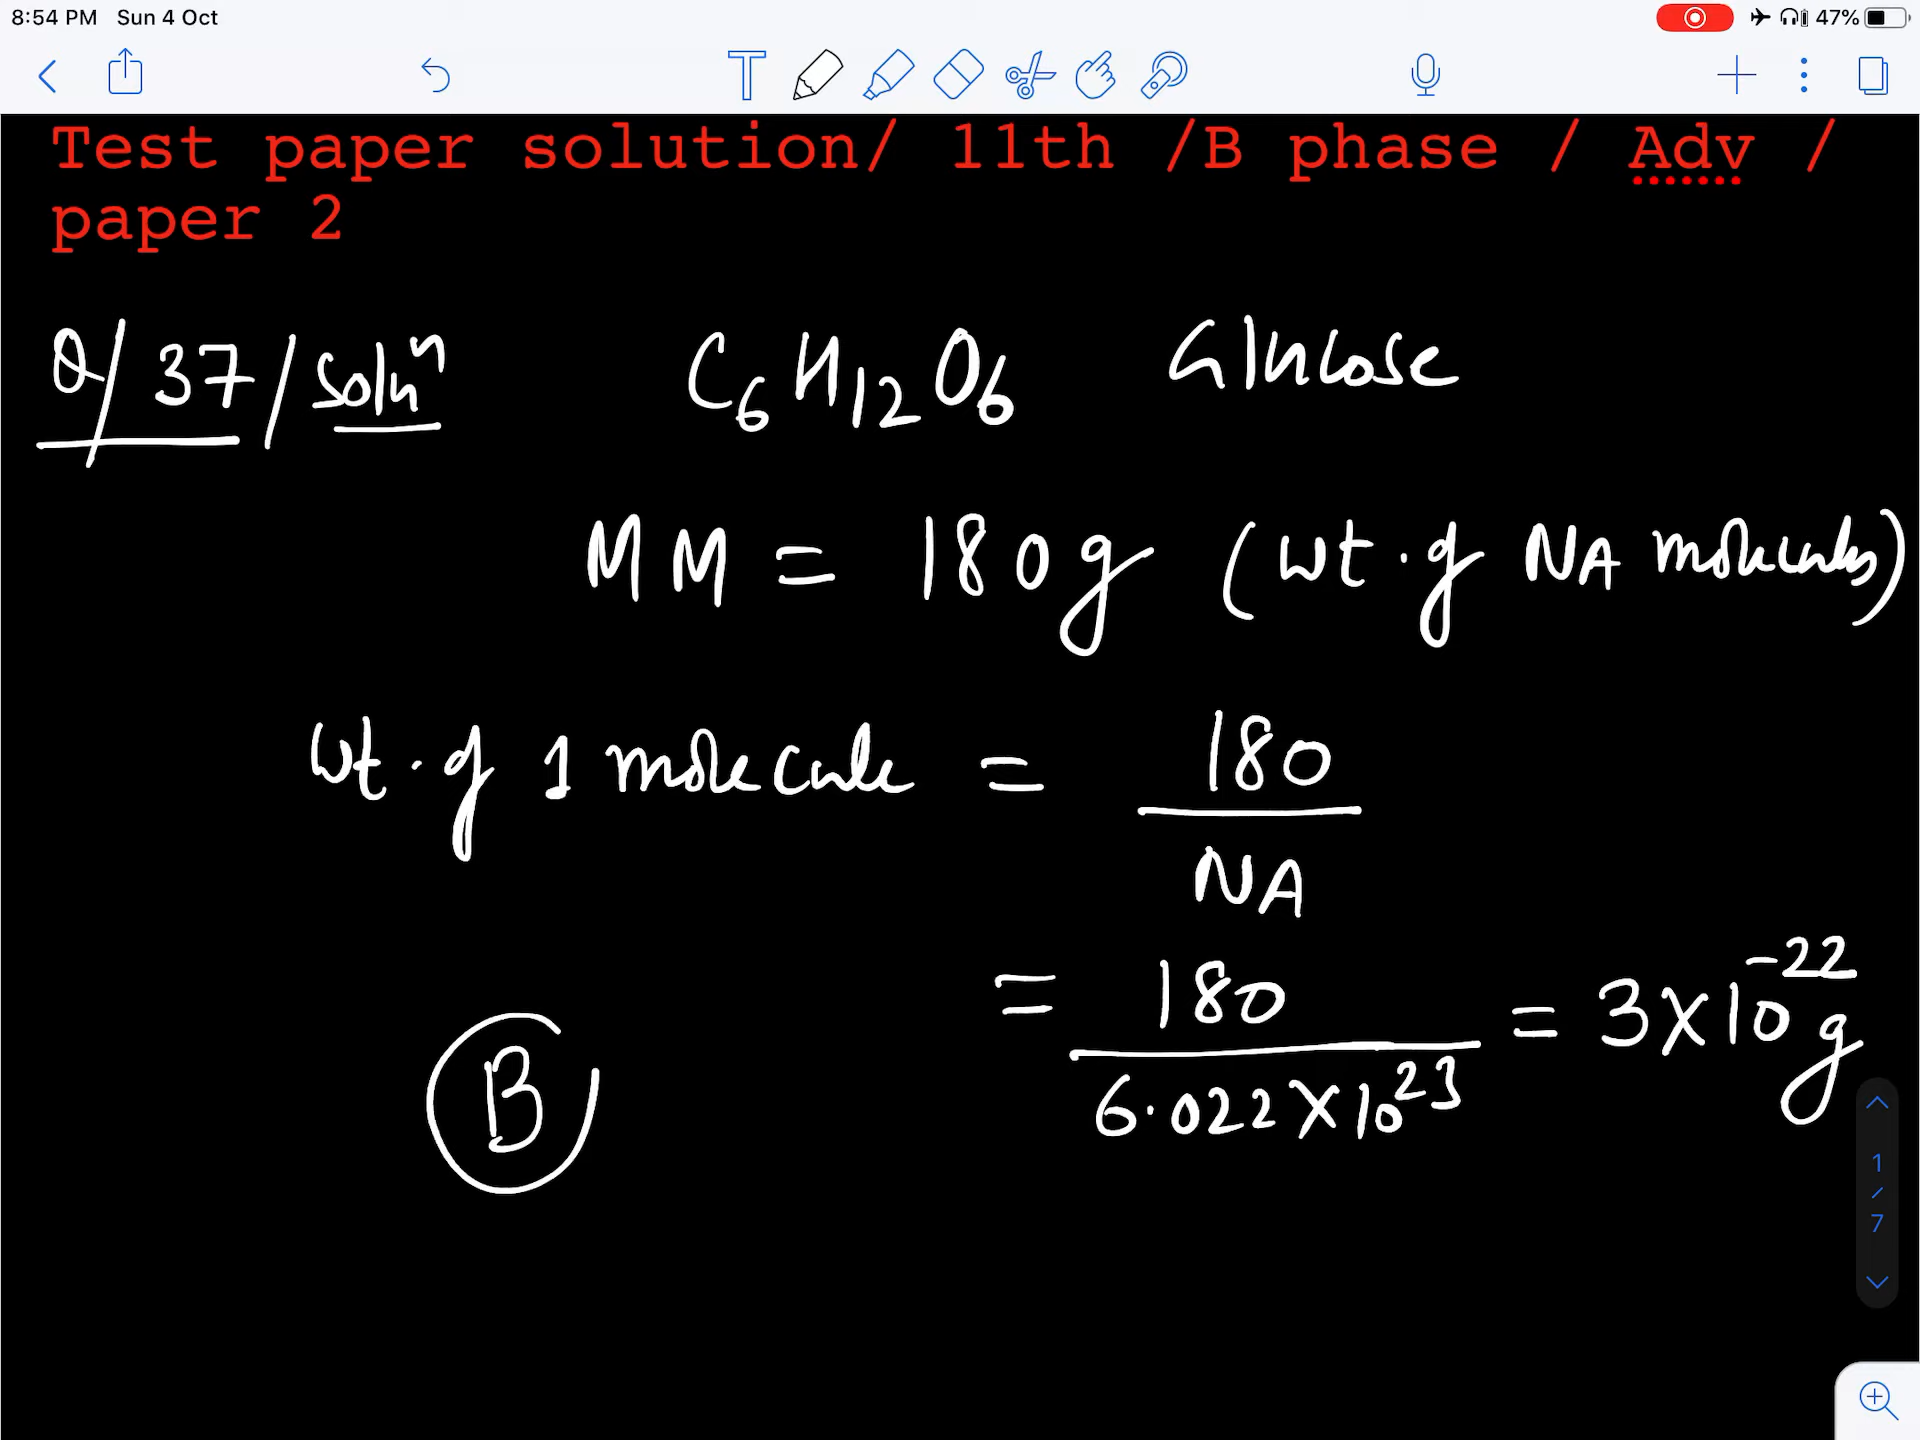 8:54 PM Sun 4 Oct 47%
T
Test paper solution/ 11th /B phase / Adv /
paper 2
Q/ 37 / Solnⁿ C₆H₁₂O₆ Glucose
MM = 180g (wt. of NA molecules)
wt. of 1 molecule = 180 / NA
= 180 / 6.022 X 10²³ = 3 X 10⁻²² g
B
1
/
7